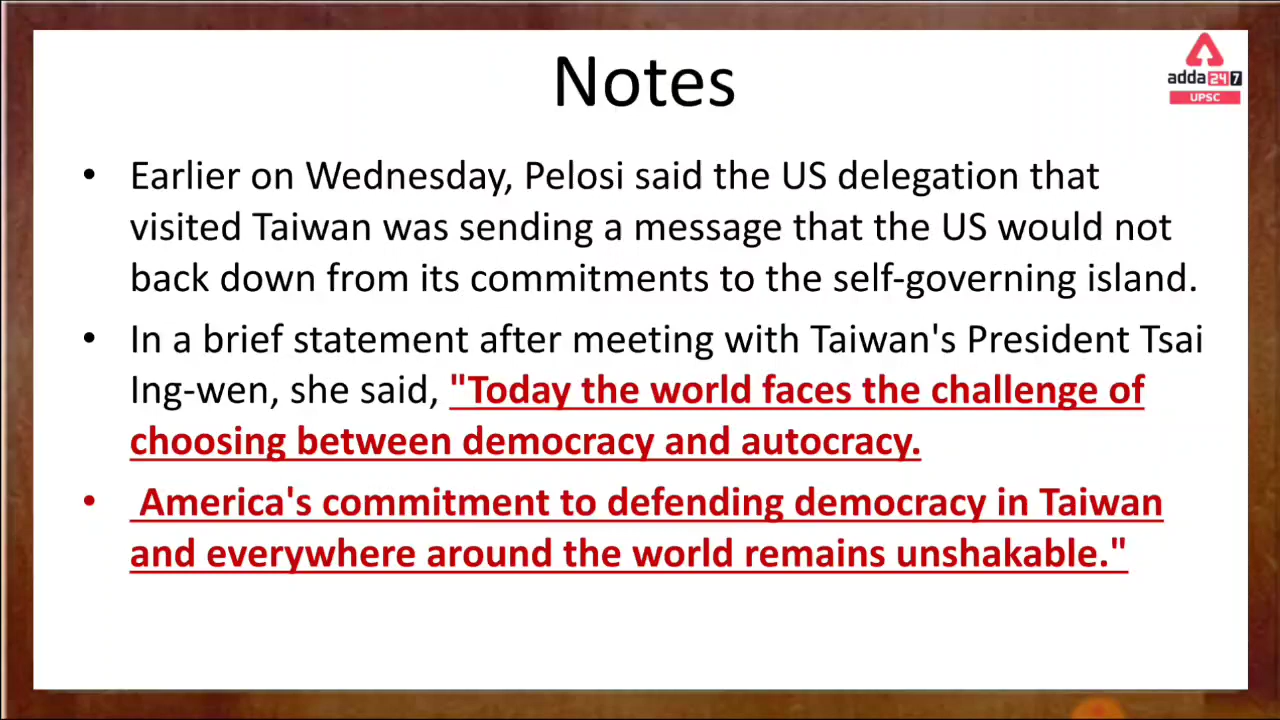 Notes
adda247
UPSC
• Earlier on Wednesday, Pelosi said the US delegation that
visited Taiwan was sending a message that the US would not
back down from its commitments to the self-governing island.
• In a brief statement after meeting with Taiwan's President Tsai
Ing-wen, she said, "Today the world faces the challenge of
choosing between democracy and autocracy.
• America's commitment to defending democracy in Taiwan
and everywhere around the world remains unshakable."